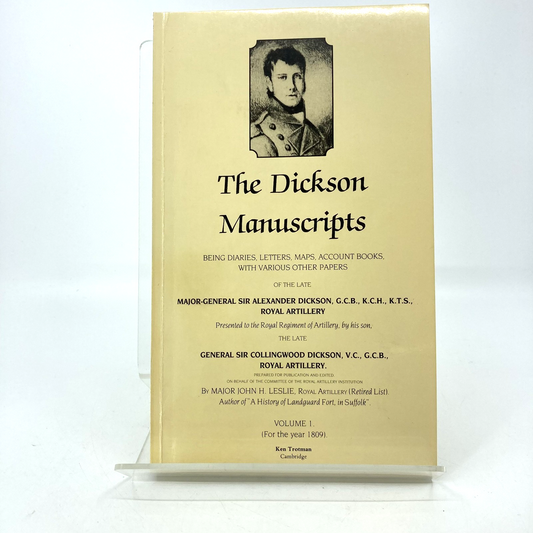 The Dickson
Manuscripts
BEING DIARIES, LETTERS, MAPS, ACCOUNT BOOKS,
WITH VARIOUS OTHER PAPERS
OF THE LATE
MAJOR-GENERAL SIR ALEXANDER DICKSON, G.C.B., K.C.H., K.T.S.,
ROYAL ARTILLERY
Presented to the Royal Regiment of Artillery, by his son,
THE LATE
GENERAL SIR COLLINGWOOD DICKSON, V.C., G.C.B.,
ROYAL ARTILLERY.
PREPARED FOR PUBLICATION AND EDITED
ON BEHALF OF THE COMMITTEE OF THE ROYAL ARTILLERY INSTITUTION
By MAJOR JOHN H. LESLIE, ROYAL ARTILLERY (Retired List).
Author of "A History of Landguard Fort, in Suffolk".
VOLUME 1.
(For the year 1809).
Ken Trotman
Cambridge